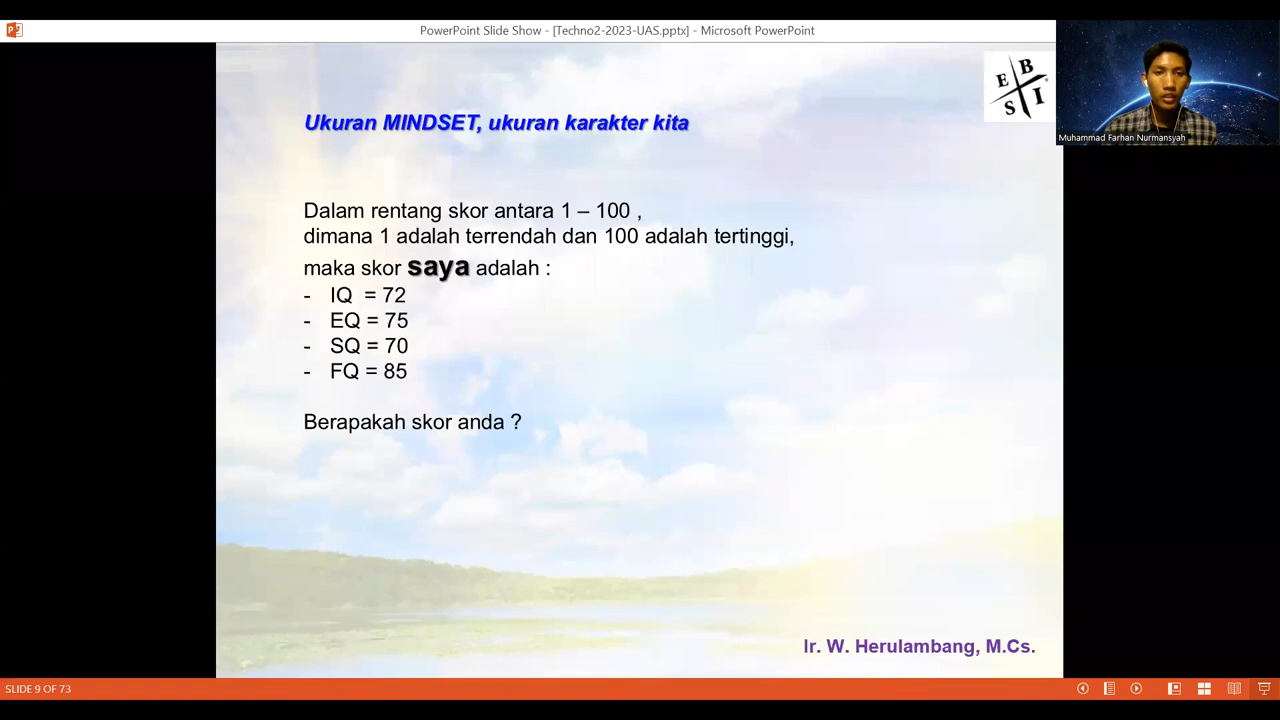 PowerPoint Slide Show - [Techno2-2023-UAS.pptx] - Microsoft PowerPoint
E B
S I
Muhammad Farhan Nurmansyah
Ukuran MINDSET, ukuran karakter kita
Dalam rentang skor antara 1 – 100 ,
dimana 1 adalah terrendah dan 100 adalah tertinggi,
maka skor saya adalah :
- IQ = 72
- EQ = 75
- SQ = 70
- FQ = 85
Berapakah skor anda ?
Ir. W. Herulambang, M.Cs.
SLIDE 9 OF 73